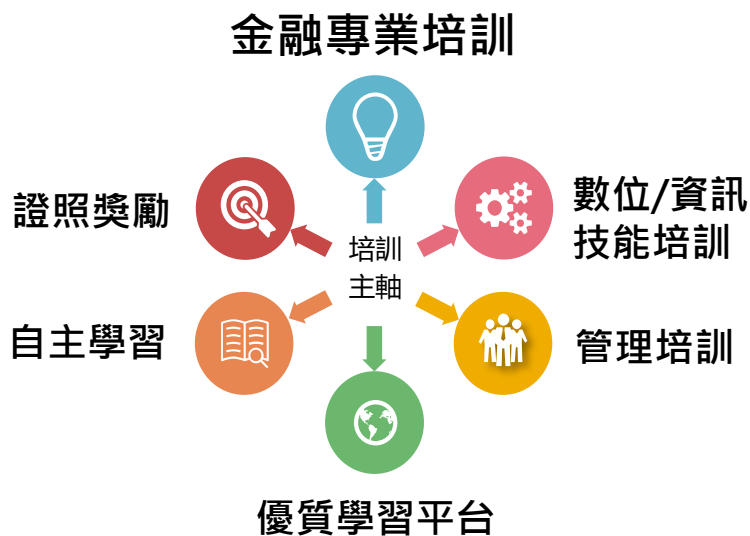 金融專業培訓
證照獎勵
數位/資訊
技能培訓
培訓
主軸
自主學習
管理培訓
優質學習平台